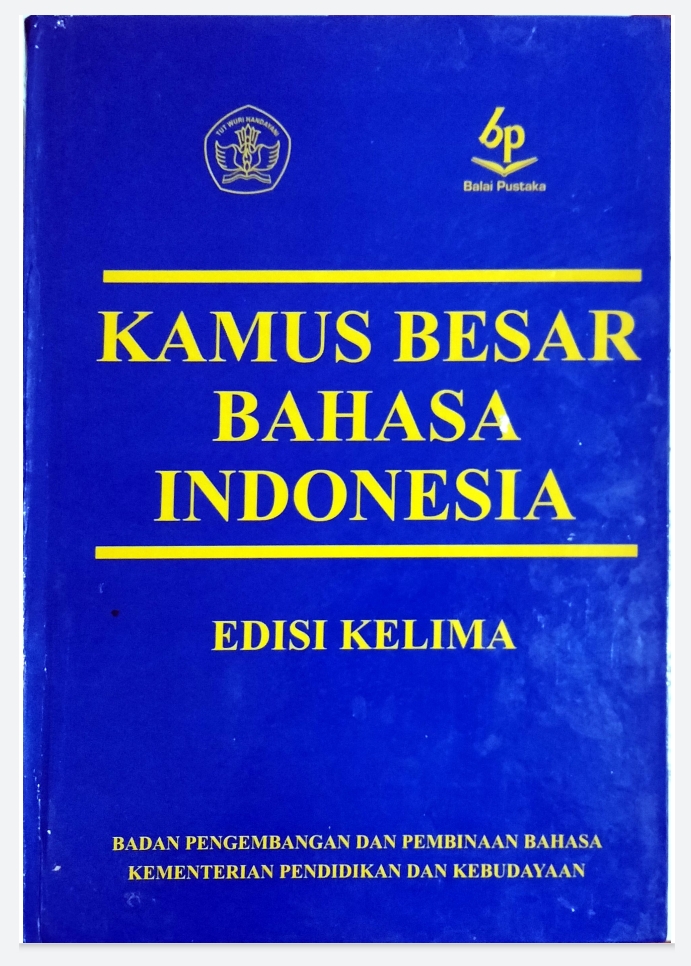 TUT WURI HANDAYANI
bp
Balai Pustaka
KAMUS BESAR
BAHASA
INDONESIA
EDISI KELIMA
BADAN PENGEMBANGAN DAN PEMBINAAN BAHASA
KEMENTERIAN PENDIDIKAN DAN KEBUDAYAAN